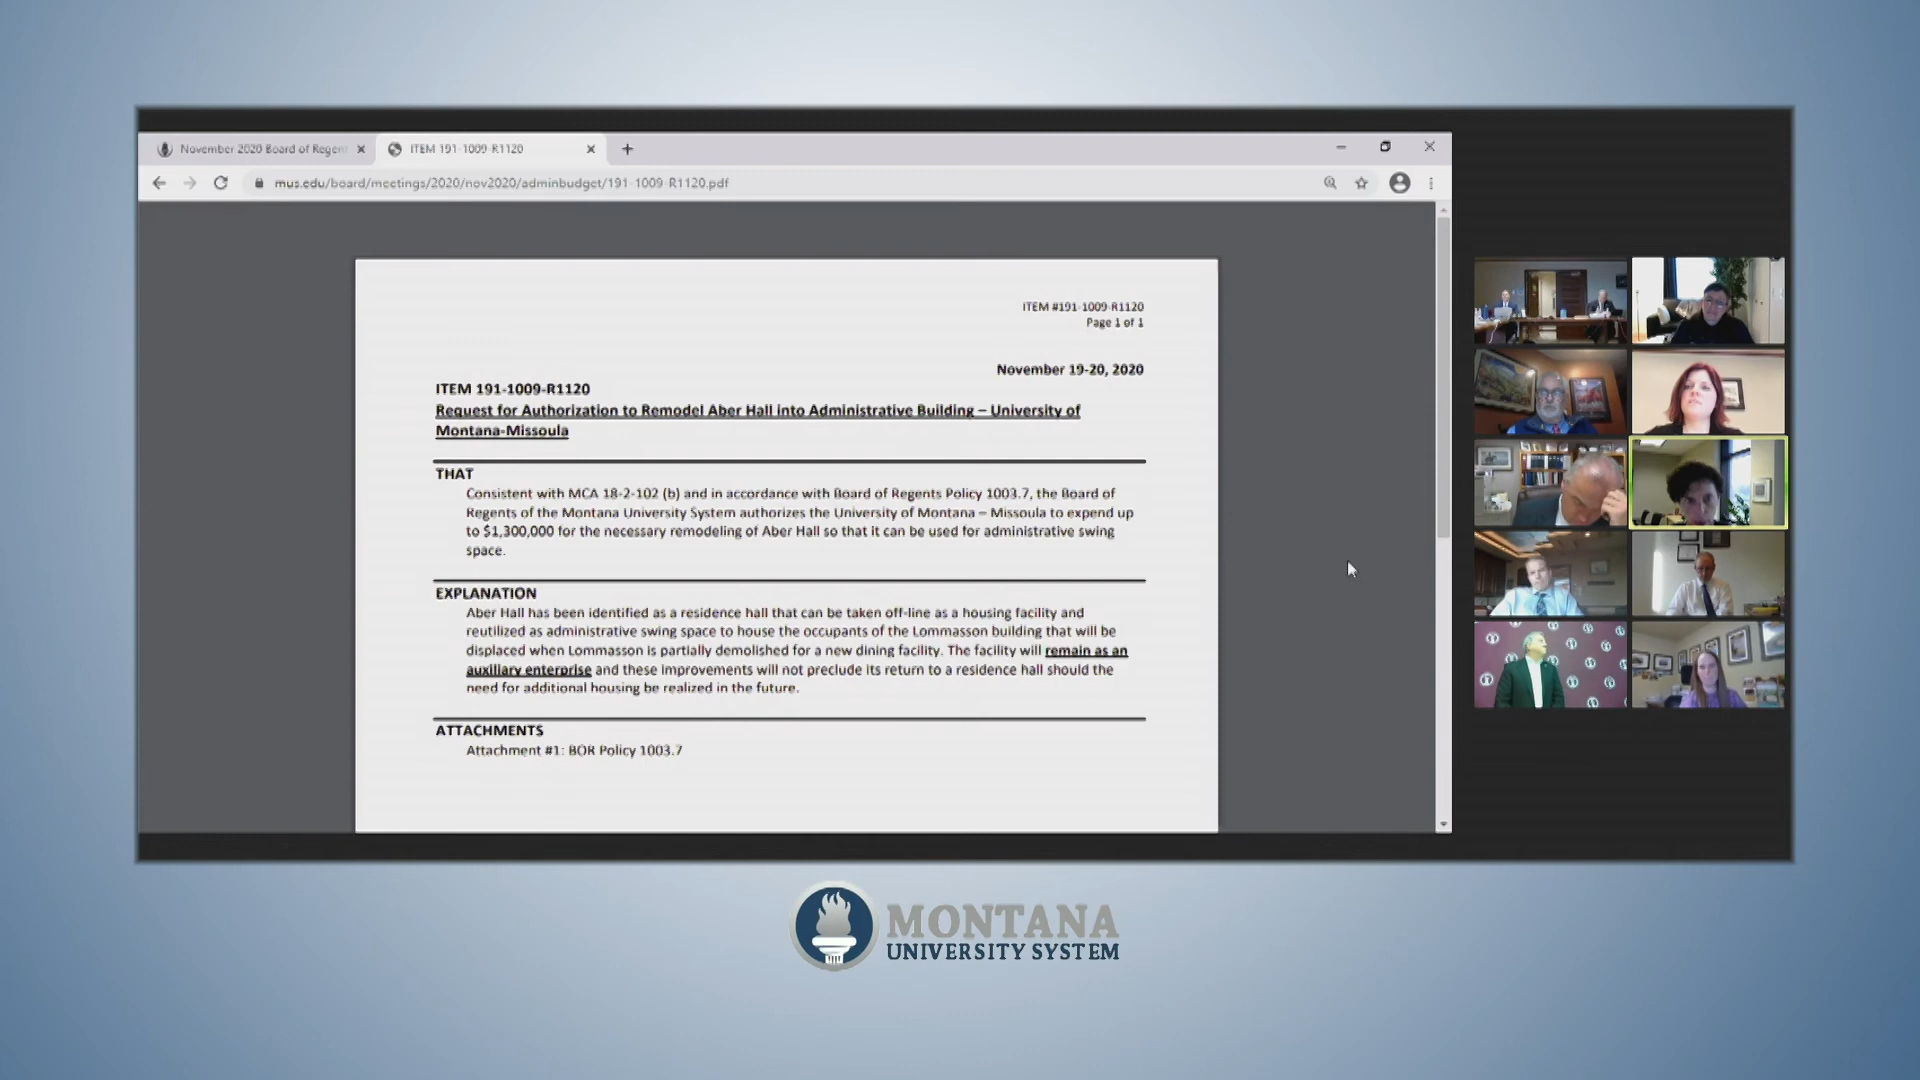 November 2020 Board of Regen
ITEM 191-1009-R1120
mus.edu/board/meetings/2020/nov2020/adminbudget/191-1009-R1120.pdf
ITEM #191-1009-R1120
Page 1 of 1
November 19-20, 2020
ITEM 191-1009-R1120
Request for Authorization to Remodel Aber Hall into Administrative Building – University of
Montana-Missoula
THAT
Consistent with MCA 18-2-102 (b) and in accordance with Board of Regents Policy 1003.7, the Board of
Regents of the Montana University System authorizes the University of Montana – Missoula to expend up
to $1,300,000 for the necessary remodeling of Aber Hall so that it can be used for administrative swing
space.
EXPLANATION
Aber Hall has been identified as a residence hall that can be taken off-line as a housing facility and
reutilized as administrative swing space to house the occupants of the Lommasson building that will be
displaced when Lommasson is partially demolished for a new dining facility. The facility will remain as an
auxiliary enterprise and these improvements will not preclude its return to a residence hall should the
need for additional housing be realized in the future.
ATTACHMENTS
Attachment #1: BOR Policy 1003.7
MONTANA
UNIVERSITY SYSTEM